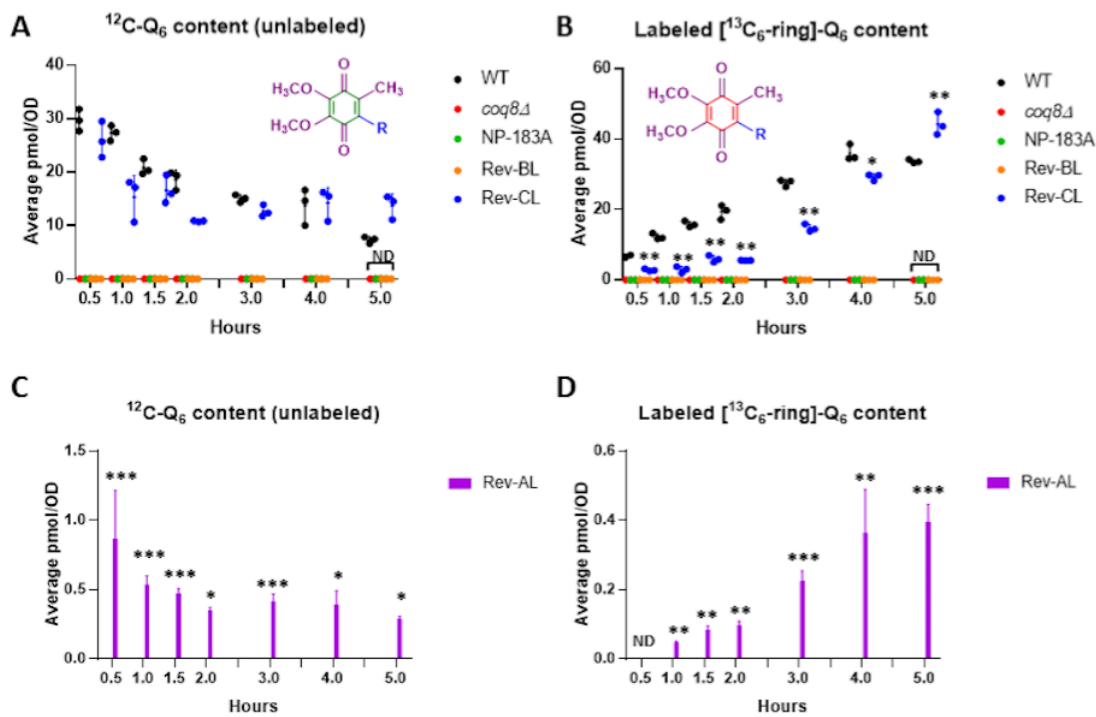 A
¹²C-Q₆ content (unlabeled)
40
30
20
10
0
Average pmol/OD
0.5 1.0 1.5 2.0 3.0 4.0 5.0
Hours
ND
O
H₃CO
CH₃
H₃CO
R
O
WT
coq8Δ
NP-183A
Rev-BL
Rev-CL
B
Labeled [¹³C₆-ring]-Q₆ content
60
40
20
0
Average pmol/OD
0.5 1.0 1.5 2.0 3.0 4.0 5.0
Hours
** ** ** ** ** * **
ND
O
H₃CO
CH₃
H₃CO
R
O
WT
coq8Δ
NP-183A
Rev-BL
Rev-CL
C
¹²C-Q₆ content (unlabeled)
1.5
1.0
0.5
0.0
Average pmol/OD
*** *** *** * *** * *
0.5 1.0 1.5 2.0 3.0 4.0 5.0
Hours
Rev-AL
D
Labeled [¹³C₆-ring]-Q₆ content
0.6
0.4
0.2
0.0
Average pmol/OD
ND ** ** ** *** ** ***
0.5 1.0 1.5 2.0 3.0 4.0 5.0
Hours
Rev-AL